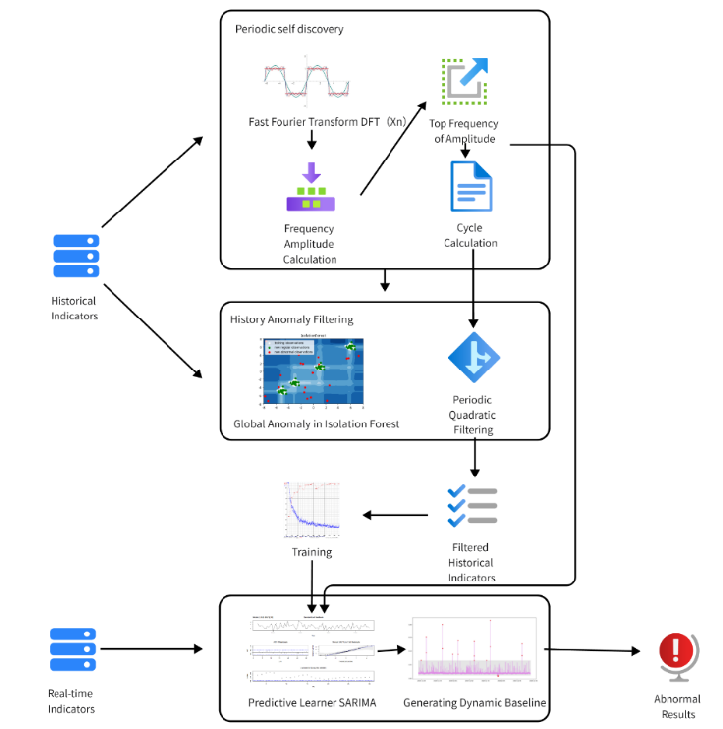 Periodic self discovery
Fast Fourier Transform DFT (Xn)
Top Frequency
of Amplitude
Frequency
Amplitude
Calculation
Cycle
Calculation
Historical
Indicators
History Anomaly Filtering
Global Anomaly in Isolation Forest
Periodic
Quadratic
Filtering
Training
Filtered
Historical
Indicators
Real-time
Indicators
Predictive Learner SARIMA
Generating Dynamic Baseline
Abnormal
Results